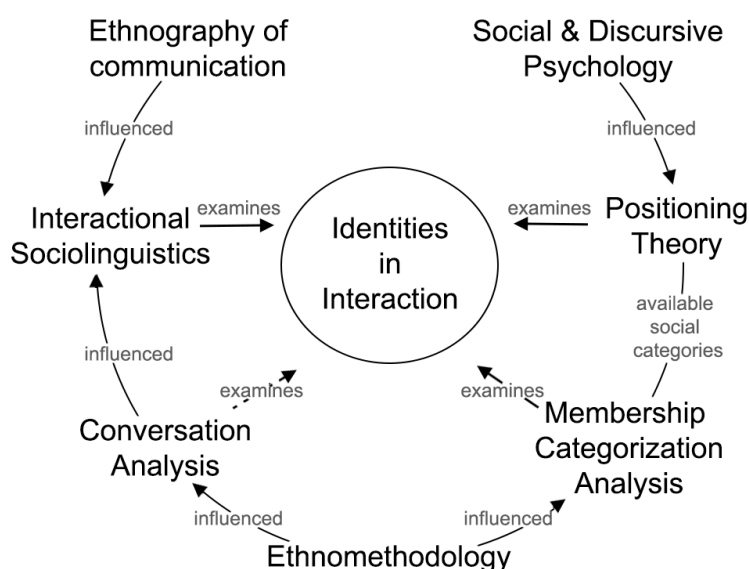 Ethnography of
communication
Social & Discursive
Psychology
influenced
influenced
Interactional
Sociolinguistics
examines
Identities
in
Interaction
examines
Positioning
Theory
available
social
categories
influenced
examines
examines
Conversation
Analysis
Membership
Categorization
Analysis
influenced
influenced
Ethnomethodology